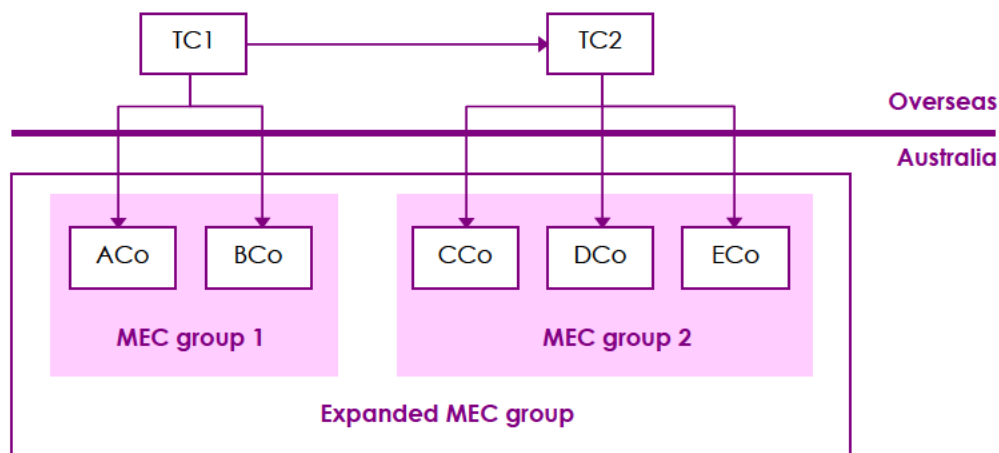 TC1
TC2
Overseas
Australia
ACo
BCo
CCo
DCo
ECo
MEC group 1
MEC group 2
Expanded MEC group